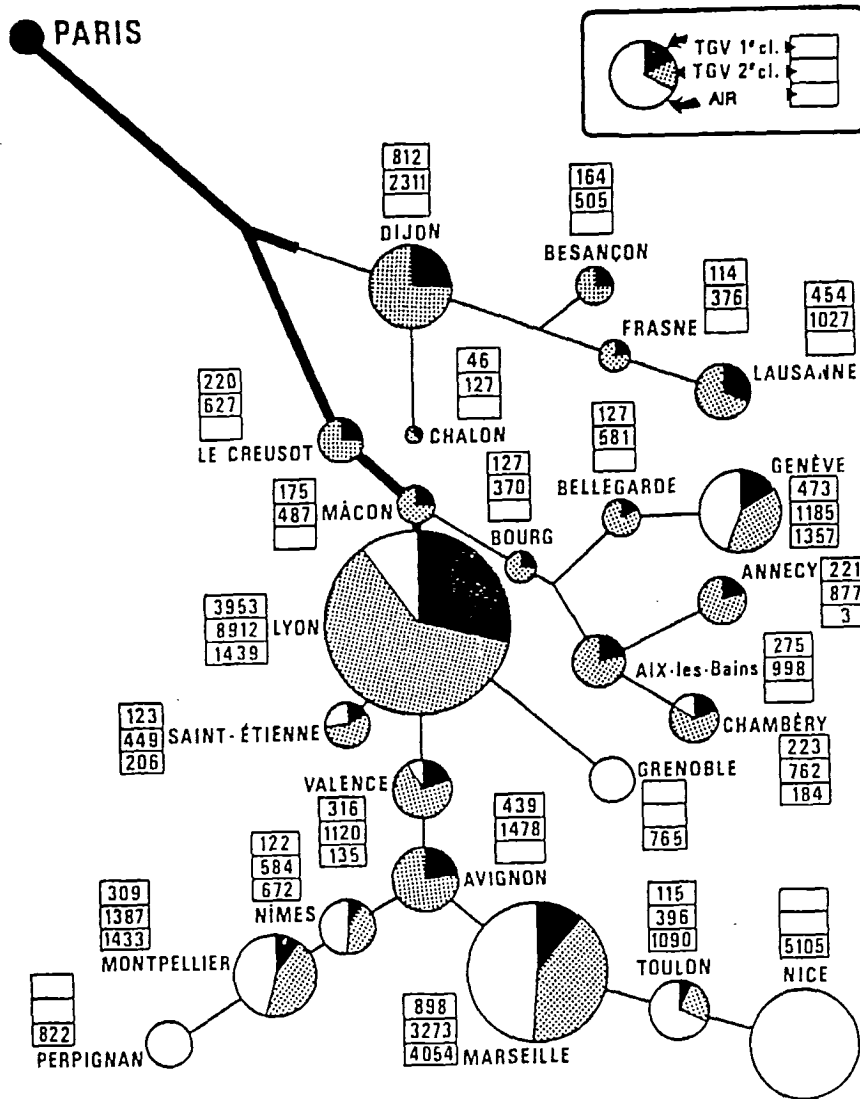 PARIS
TGV 1e cl.
TGV 2e cl.
AIR
812
2311
DIJON
164
505
BESANÇON
114
376
FRASNE
454
1027
LAUSANNE
46
127
CHALON
220
627
LE CREUSOT
127
581
BELLEGARDE
175
487
MÂCON
127
370
BOURG
GENÈVE
473
1185
1357
ANNECY
221
877
3
3953
8912
1439
LYON
275
998
AIX-les-Bains
123
449
206
SAINT-ÉTIENNE
CHAMBÉRY
223
762
184
GRENOBLE
765
VALENCE
316
1120
135
439
1478
AVIGNON
122
584
672
NÎMES
309
1387
1433
MONTPELLIER
115
396
1090
TOULON
5105
NICE
822
PERPIGNAN
898
3273
4054
MARSEILLE